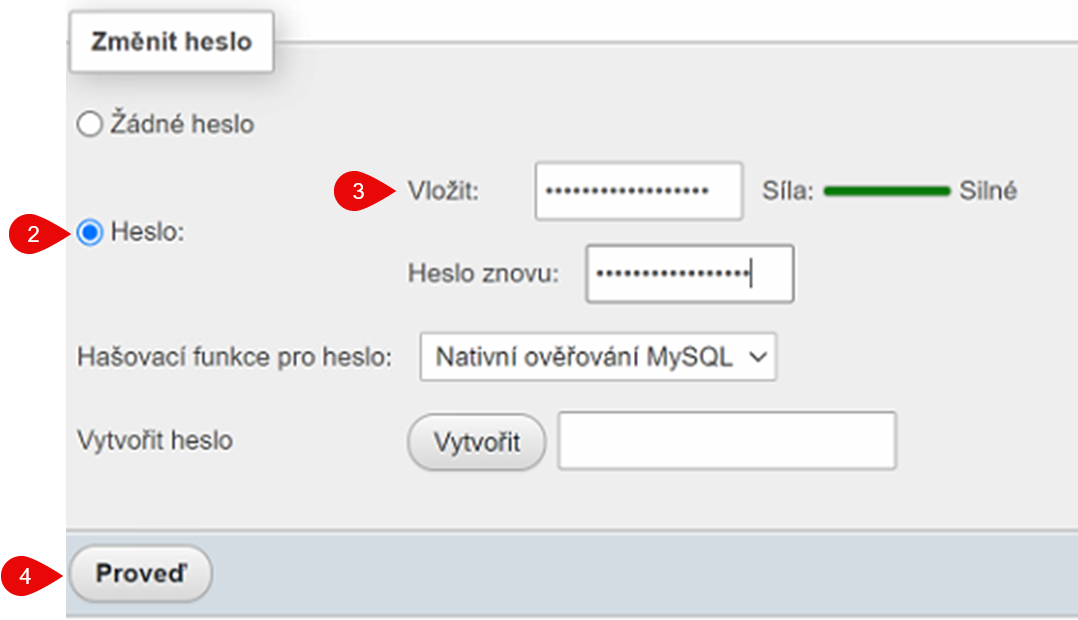 Změnit heslo
Žádné heslo
3 Vložit: •••••••••••••••••• Síla: Silné
2 Heslo:
Heslo znovu: •••••••••••••••••
Hašovací funkce pro heslo: Nativní ověřování MySQL
Vytvořit heslo Vytvořit
4 Proveď